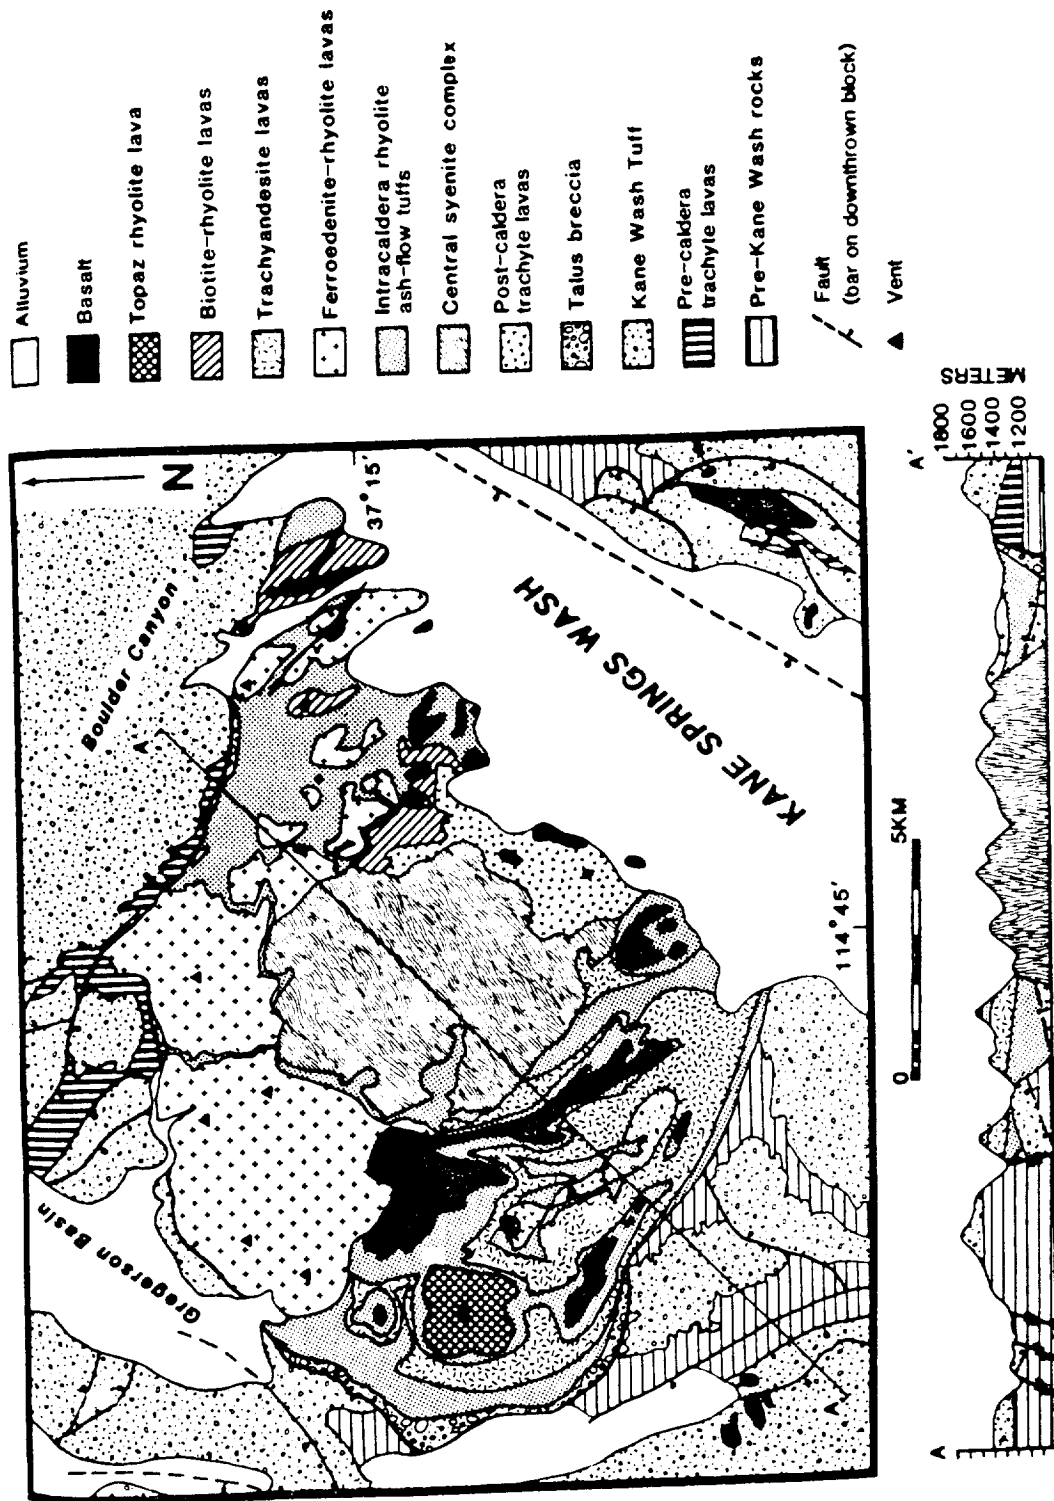 Alluvium
Basalt
Topaz rhyolite lava
Biotite-rhyolite lavas
Trachyandesite lavas
Ferroedenite-rhyolite lavas
Intracaldera rhyolite
ash-flow tuffs
Central syenite complex
Post-caldera
trachyte lavas
Talus breccia
Kane Wash Tuff
Pre-caldera
trachyte lavas
Pre-Kane Wash rocks
Fault
(bar on downthrown block)
Vent
N
37° 15'
Boulder Canyon
A'
KANE SPRINGS WASH
Gregerson Basin
A
114° 45'
0
5KM
A
A'
METERS
1800
1600
1400
1200